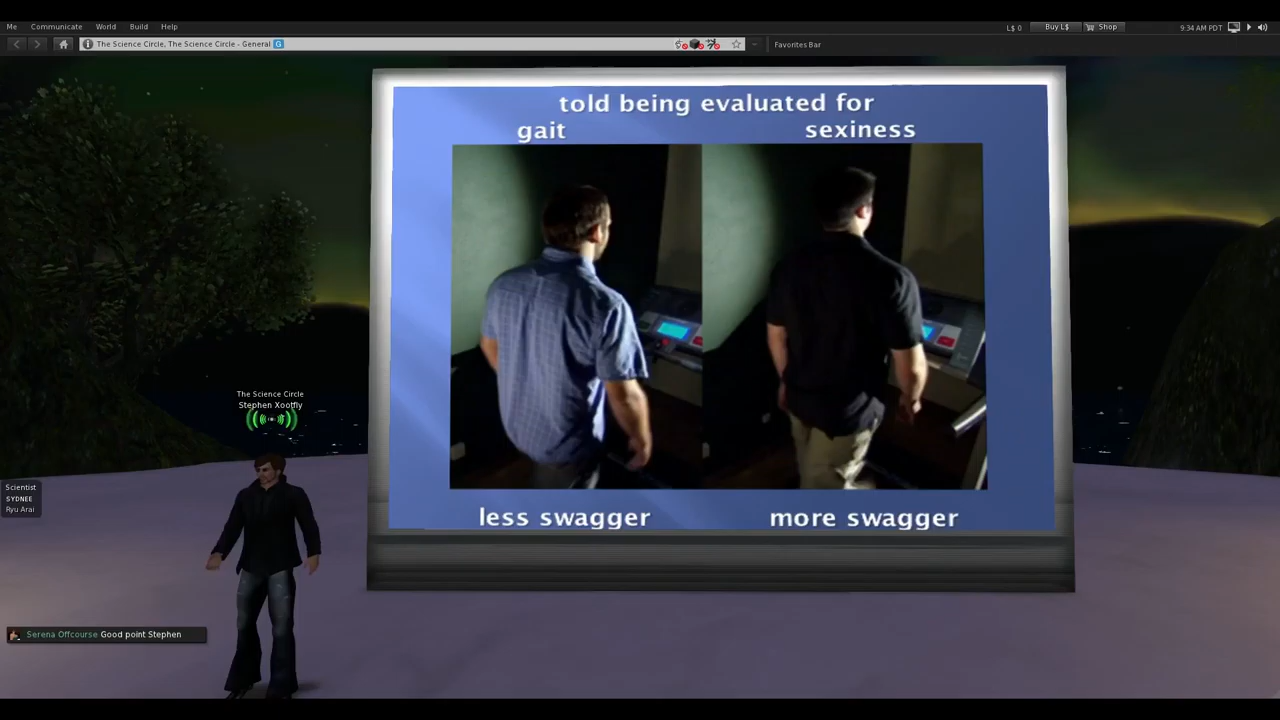 Me Communicate World Build Help
L$ 0 Buy L$ Shop 9:34 AM PDT
The Science Circle, The Science Circle - General G
Favorites Bar
told being evaluated for
gait sexiness
less swagger more swagger
The Science Circle
Stephen Xootfly
Scientist
SYDNEE
Ryu Arai
Serena Offcourse Good point Stephen